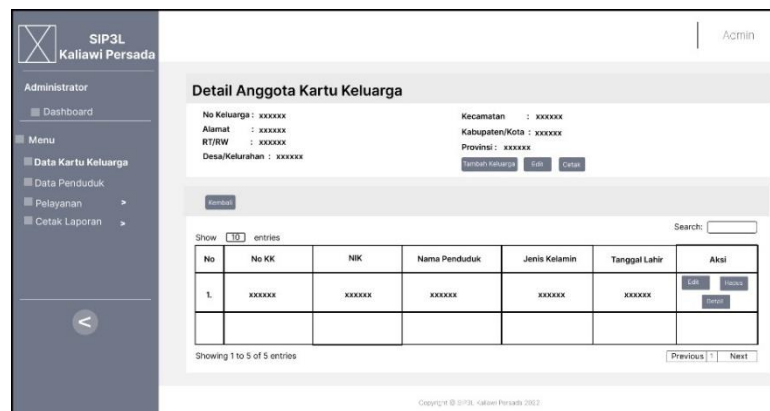 SIP3L
Kaliawi Persada
Admin
Administrator
Dashboard
Menu
Data Kartu Keluarga
Data Penduduk
Pelayanan >
Cetak Laporan >
<
Detail Anggota Kartu Keluarga
No Keluarga : xxxxxx
Alamat : xxxxxx
RT/RW : xxxxxx
Desa/Kelurahan : xxxxxx
Kecamatan : xxxxxx
Kabupaten/Kota : xxxxxx
Provinsi : xxxxxx
Tambah Keluarga Edit Cetak
Kembali
Search:
Show 10 entries
No No KK NIK Nama Penduduk Jenis Kelamin Tanggal Lahir Aksi
1. xxxxxx xxxxxx xxxxxx xxxxxx xxxxxx Edit Hapus
Detail
Showing 1 to 5 of 5 entries
Previous 1 Next
Copyright © SIP3L Kaliawi Persada